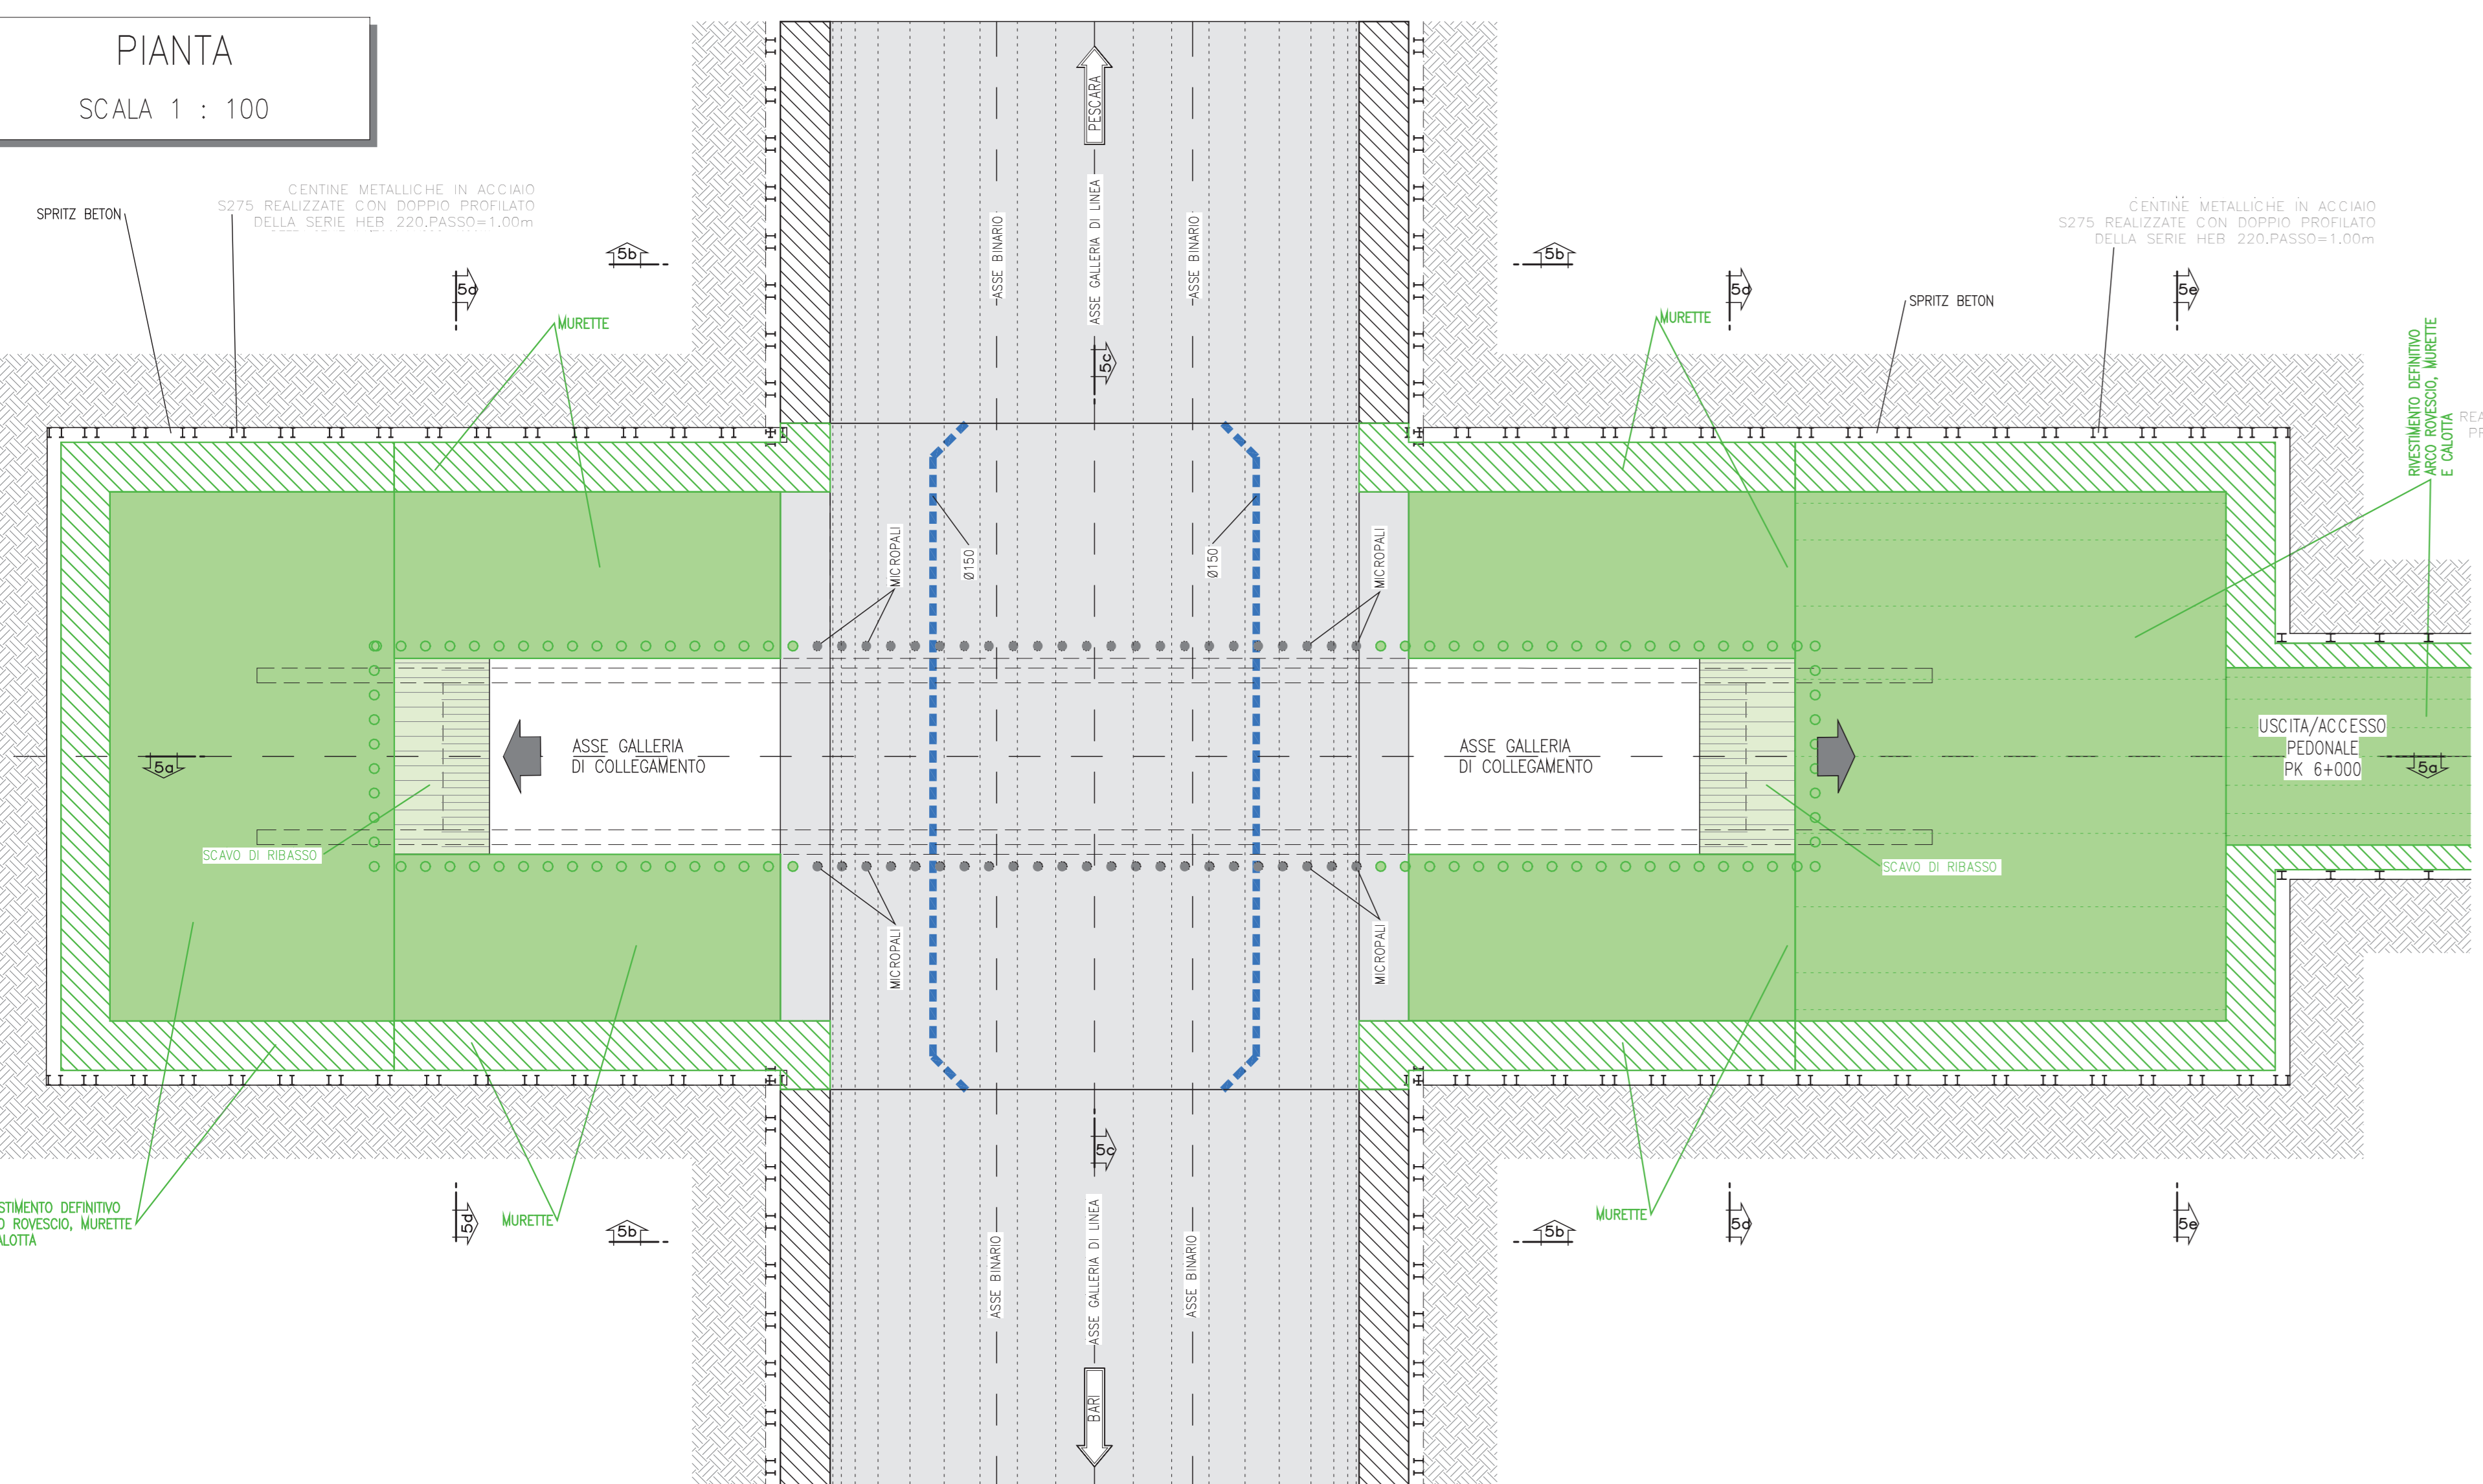 PIANTA
SCALA 1 : 100
SPRITZ BETON
CENTINE METALLICHE IN ACCIAIO
S275 REALIZZATE CON DOPPIO PROFILATO
DELLA SERIE HEB 220.PASSO=1.00m
5d
5b
MURETTE
PESCARA
ASSE BINARIO
ASSE GALLERIA DI LINEA
ASSE BINARIO
5c
5b
5d
MURETTE
SPRITZ BETON
CENTINE METALLICHE IN ACCIAIO
S275 REALIZZATE CON DOPPIO PROFILATO
DELLA SERIE HEB 220.PASSO=1.00m
5e
RIVESTIMENTO DEFINITIVO
ARCO ROVESCIO, MURETTE
E CALOTTA
MICROPALI
Ø150
Ø150
MICROPALI
ASSE GALLERIA
DI COLLEGAMENTO
ASSE GALLERIA
DI COLLEGAMENTO
USCITA/ACCESSO
PEDONALE
PK 6+000
5a
5a
SCAVO DI RIBASSO
SCAVO DI RIBASSO
MICROPALI
MICROPALI
STIMENTO DEFINITIVO
O ROVESCIO, MURETTE
ALOTTA
5d
MURETTE
5b
5c
ASSE BINARIO
ASSE GALLERIA DI LINEA
ASSE BINARIO
BARI
5b
MURETTE
5d
5e